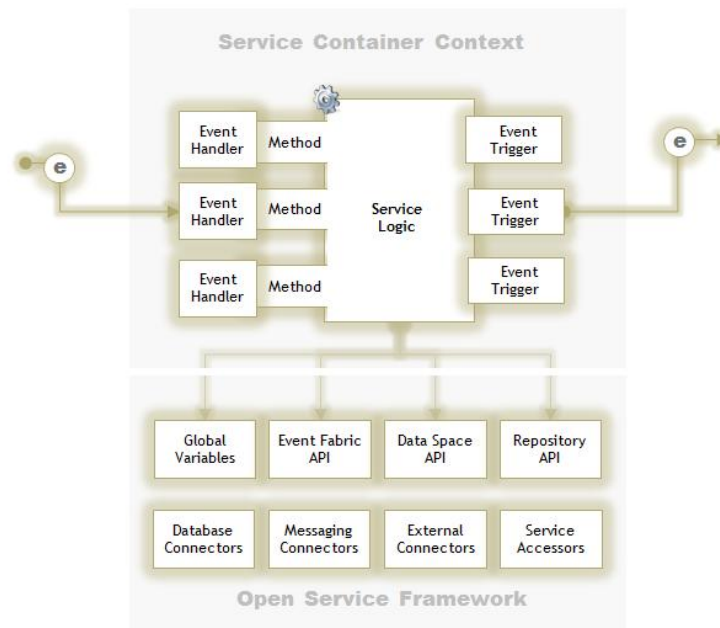 Service Container Context
Event
Handler
Method
Event
Trigger
e
e
Event
Handler
Method
Service
Logic
Event
Trigger
Event
Handler
Method
Event
Trigger
Global
Variables
Event Fabric
API
Data Space
API
Repository
API
Database
Connectors
Messaging
Connectors
External
Connectors
Service
Accessors
Open Service Framework